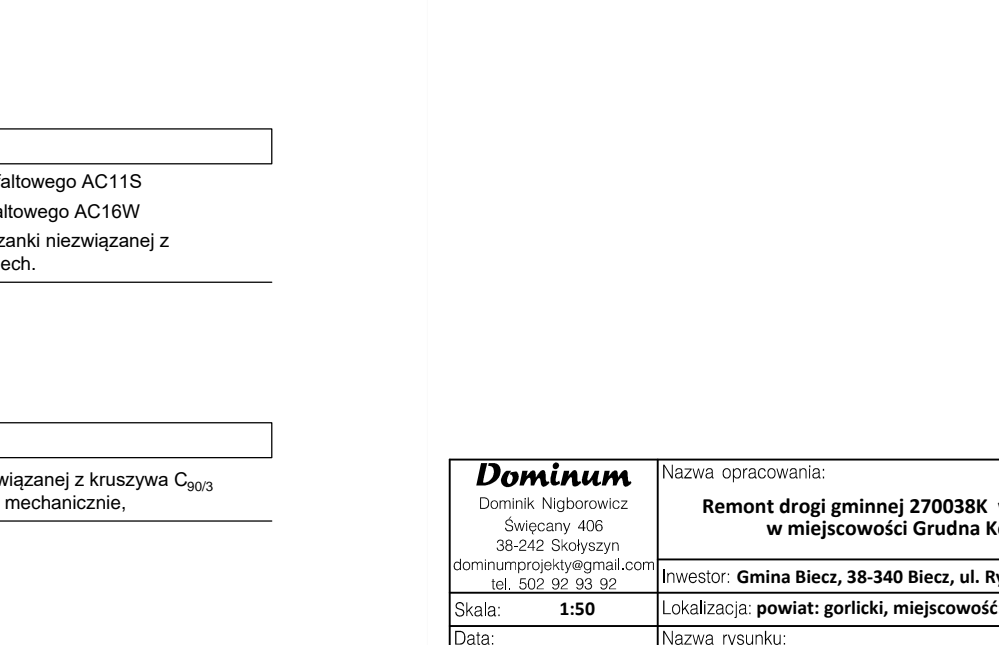 faltowego AC11S
altowego AC16W
zanki niezwiązanej z
ech.
wiązanej z kruszywa C90/3
mechanicznie,
Dominum
Dominik Nigborowicz
Święcany 406
38-242 Skołyszyn
dominumprojekty@gmail.com
tel. 502 92 93 92
Skala: 1:50
Data:
Nazwa opracowania:
Remont drogi gminnej 270038K
w miejscowości Grudna K
Inwestor: Gmina Biecz, 38-340 Biecz, ul. Ry
Lokalizacja: powiat: gorlicki, miejscowość
Nazwa rysunku: